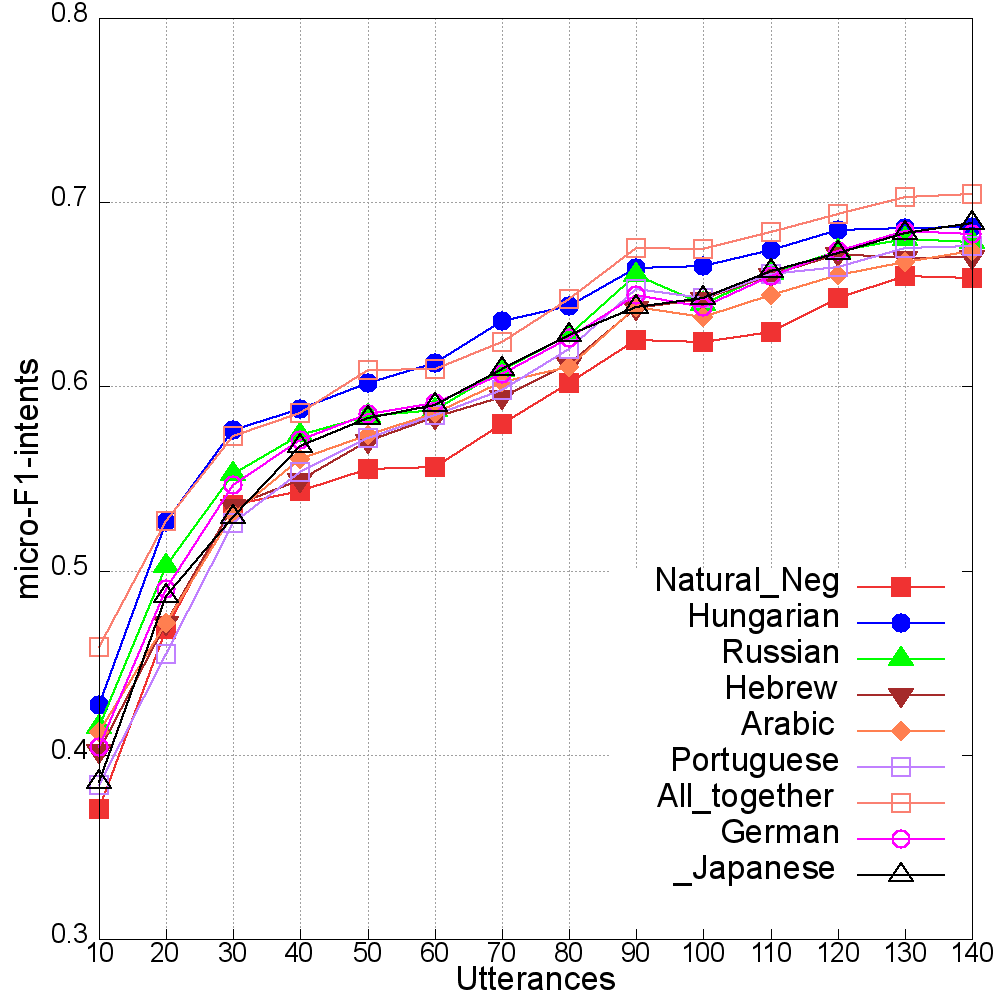 0.8
0.7
0.6
0.5
0.4
0.3
micro-F1-intents
Natural_Neg
Hungarian
Russian
Hebrew
Arabic
Portuguese
All_together
German
_Japanese
10 20 30 40 50 60 70 80 90 100 110 120 130 140
Utterances